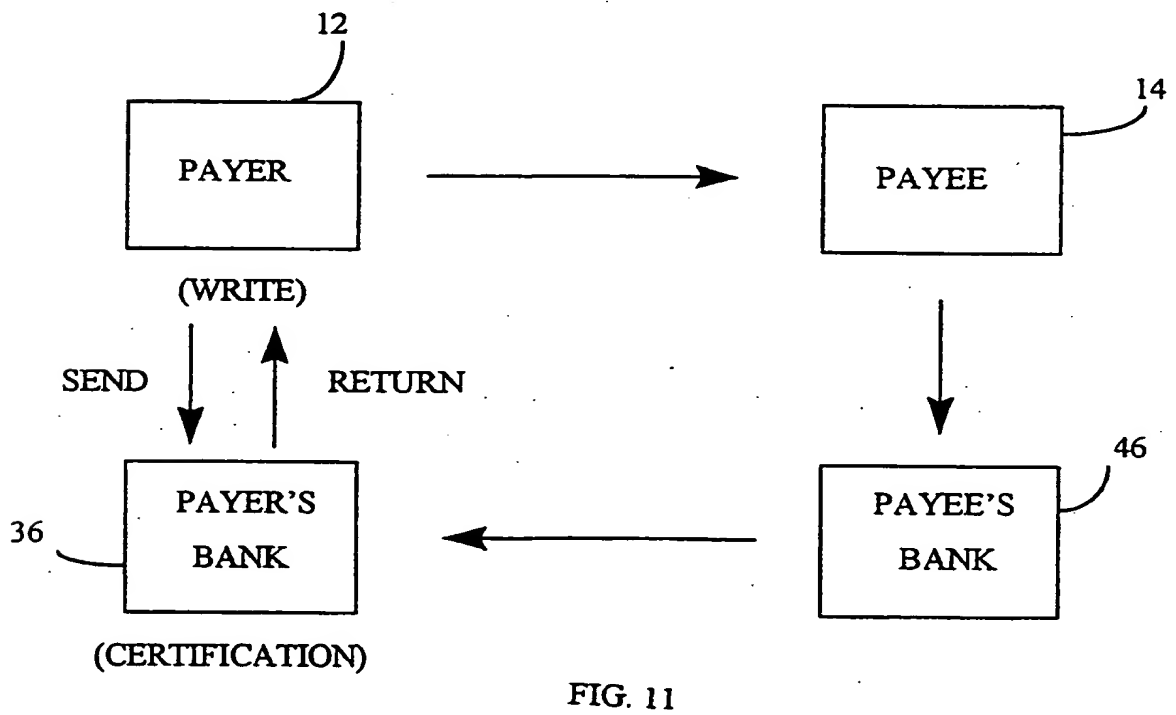 12
14
PAYER
PAYEE
(WRITE)
SEND
RETURN
46
36
PAYER'S
BANK
PAYEE'S
BANK
(CERTIFICATION)
FIG. 11